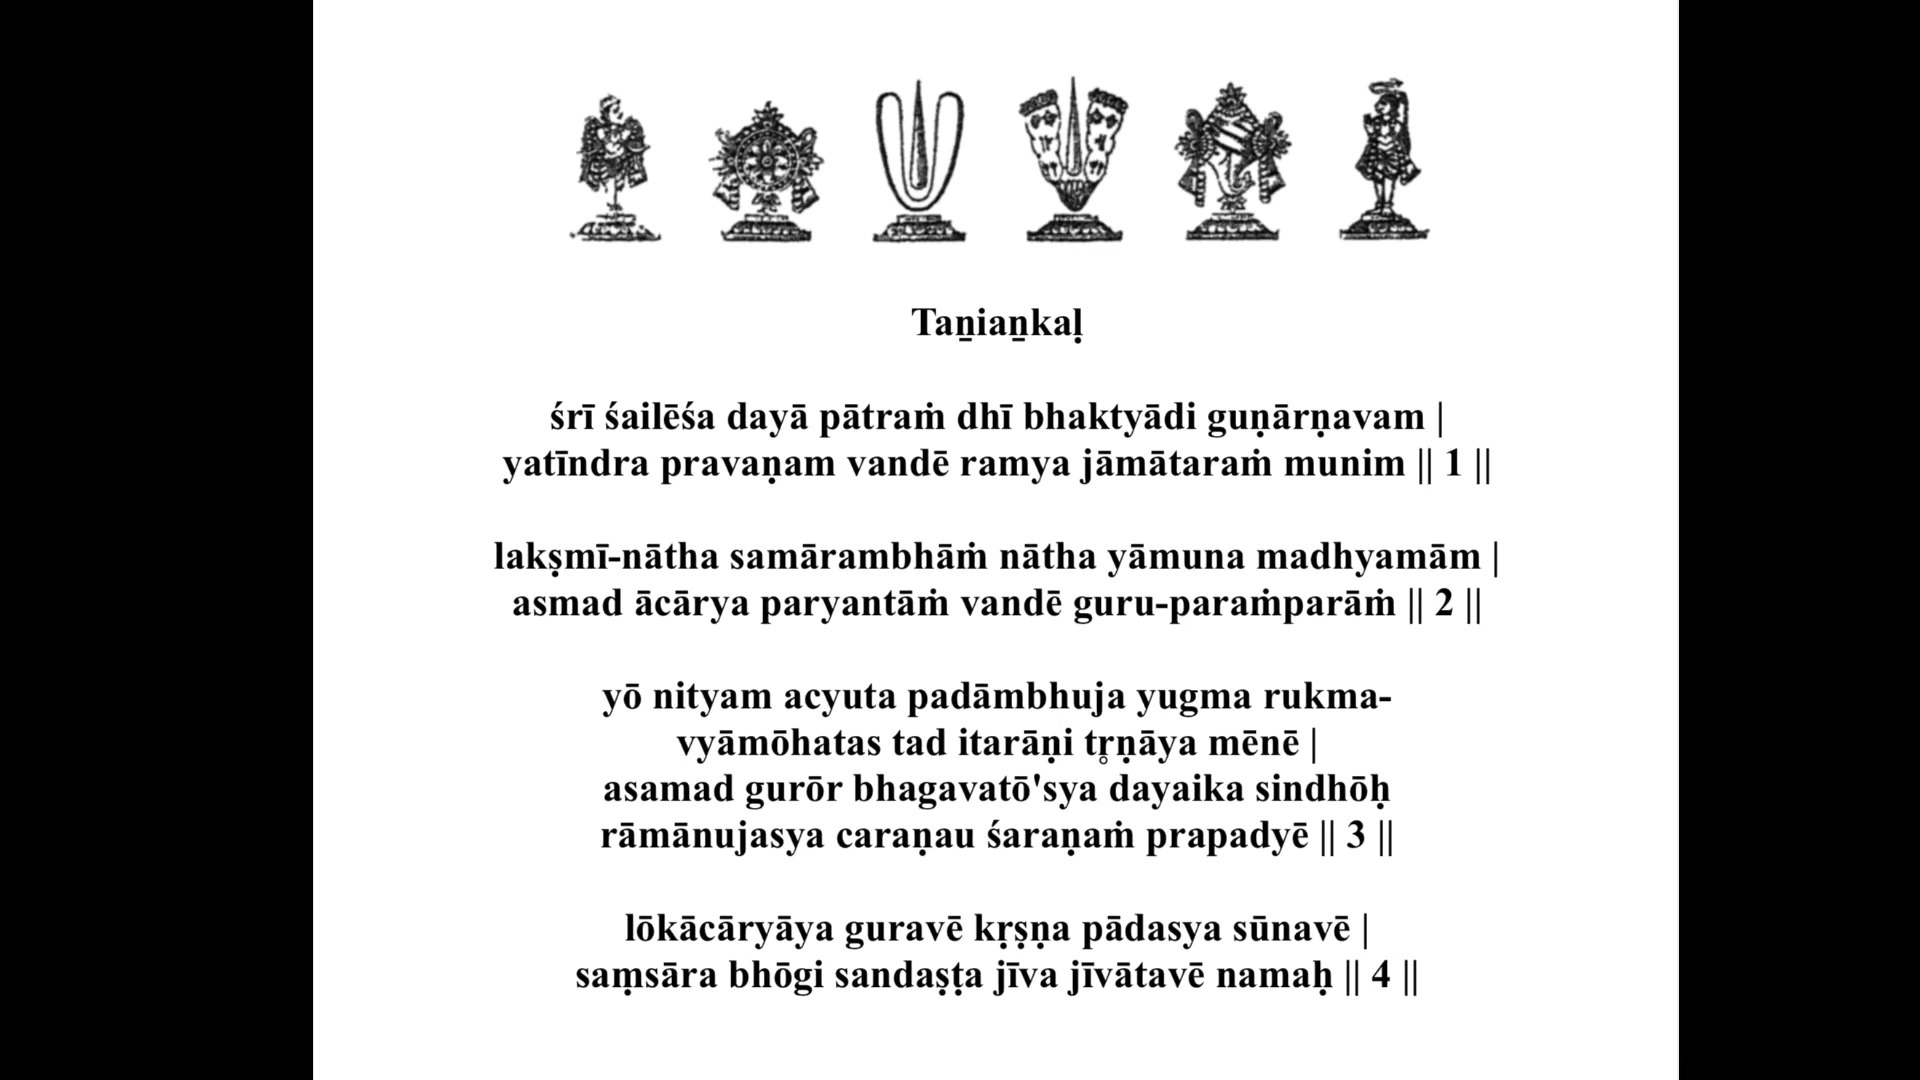 Taṉiaṉkaḷ
śrī śailēśa dayā pātraṁ dhī bhaktyādi guṇārṇavam |
yatīndra pravaṇam vandē ramya jāmātaraṁ munim || 1 ||
lakṣmī-nātha samārambhāṁ nātha yāmuna madhyamām |
asmad ācārya paryantāṁ vandē guru-paraṁparāṁ || 2 ||
yō nityam acyuta padāmbhuja yugma rukma-
vyāmōhatas tad itarāṇi tr̥ṇāya mēnē |
asamad gurōr bhagavatō'sya dayaika sindhōḥ
rāmānujasya caraṇau śaraṇaṁ prapadyē || 3 ||
lōkācāryāya guravē kṛṣṇa pādasya sūnavē |
saṃsāra bhōgi sandaṣṭa jīva jīvātavē namaḥ || 4 ||